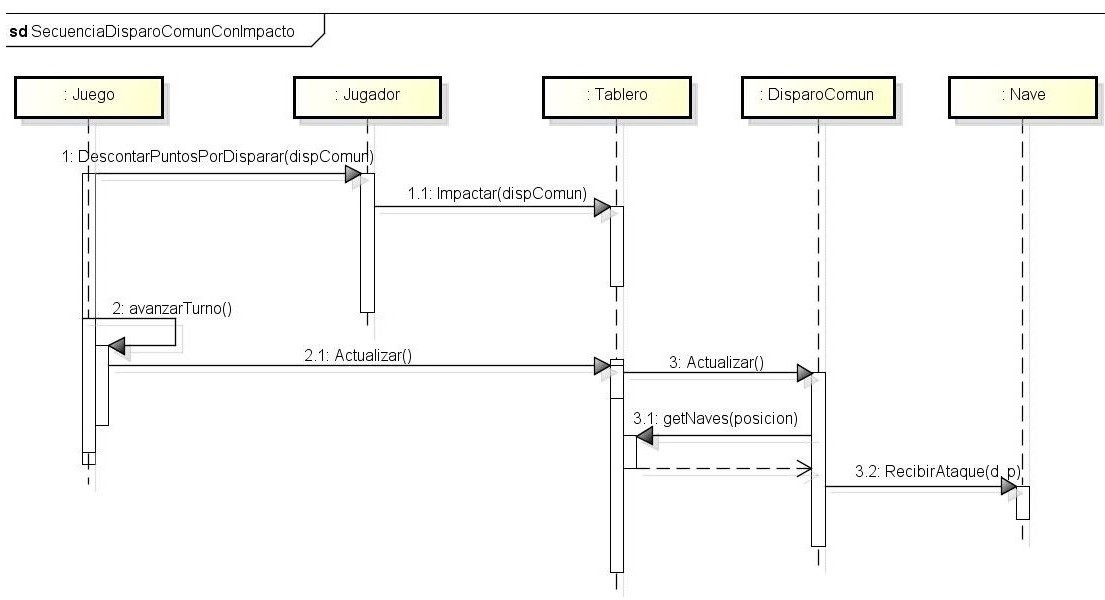 sd SecuenciaDisparoComunConImpacto
: Juego
: Jugador
: Tablero
: DisparoComun
: Nave
1: DescontarPuntosPorDisparar(dispComun)
1.1: Impactar(dispComun)
2: avanzarTurno()
2.1: Actualizar()
3: Actualizar()
3.1: getNaves(posicion)
3.2: RecibirAtaque(d, p)